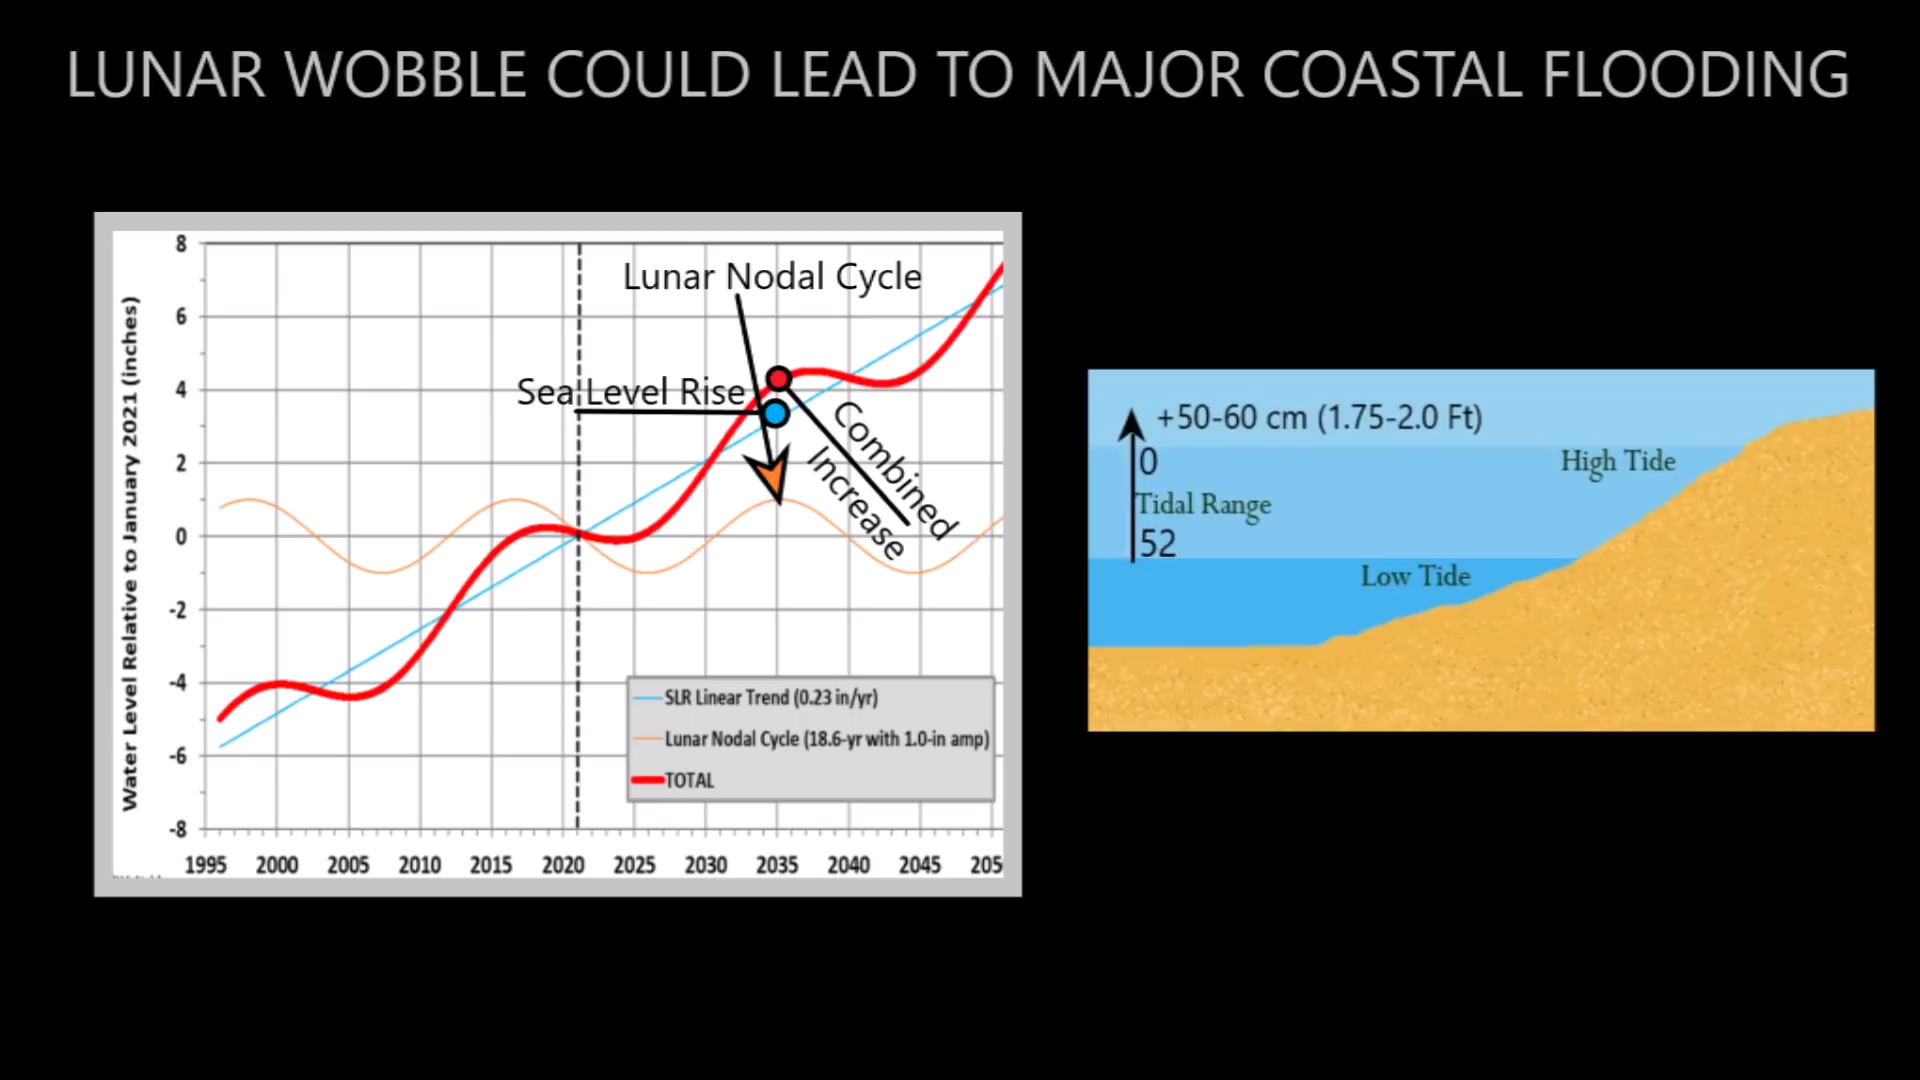 LUNAR WOBBLE COULD LEAD TO MAJOR COASTAL FLOODING
Water Level Relative to January 2021 (inches)
8
6
4
2
0
-2
-4
-6
-8
Lunar Nodal Cycle
Sea Level Rise
Combined
Increase
SLR Linear Trend (0.23 in/yr)
Lunar Nodal Cycle (18.6-yr with 1.0-in amp)
TOTAL
1995 2000 2005 2010 2015 2020 2025 2030 2035 2040 2045 205
+50-60 cm (1.75-2.0 Ft)
0
High Tide
Tidal Range
52
Low Tide